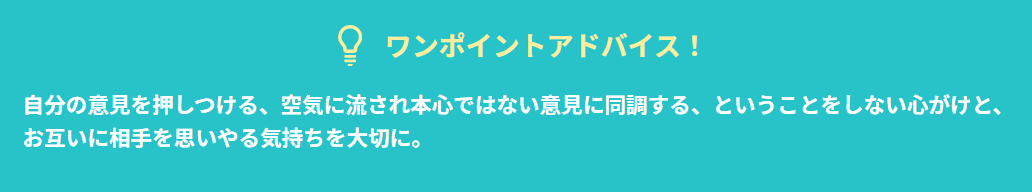 ワンポイントアドバイス！
自分の意見を押しつける、空気に流され本心ではない意見に同調する、ということをしない心がけと、
お互いに相手を思いやる気持ちを大切に。